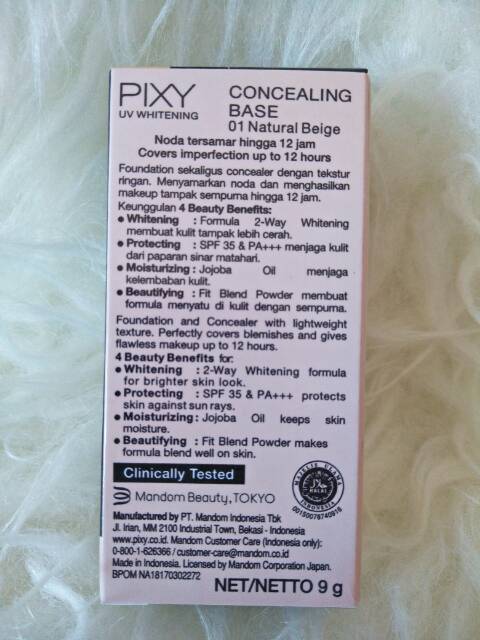 PIXY
UV WHITENING
CONCEALING
BASE
01 Natural Beige
Noda tersamar hingga 12 jam
Covers imperfection up to 12 hours
Foundation sekaligus concealer dengan tekstur
ringan. Menyamarkan noda dan menghasilkan
makeup tampak sempurna hingga 12 jam.
Keunggulan 4 Beauty Benefits:
• Whitening : Formula 2-Way Whitening
membuat kulit tampak lebih cerah.
• Protecting : SPF 35 & PA+++ menjaga kulit
dari paparan sinar matahari.
• Moisturizing : Jojoba Oil menjaga
kelembaban kulit.
• Beautifying : Fit Blend Powder membuat
formula menyatu di kulit dengan sempurna.
Foundation and Concealer with lightweight
texture. Perfectly covers blemishes and gives
flawless makeup up to 12 hours.
4 Beauty Benefits for:
• Whitening : 2-Way Whitening formula
for brighter skin look.
• Protecting : SPF 35 & PA+++ protects
skin against sun rays.
• Moisturizing : Jojoba Oil keeps skin
moisture.
• Beautifying : Fit Blend Powder makes
formula blend well on skin.
Clinically Tested
Mandom Beauty, TOKYO
MAJELIS ULAMA
HALAL
INDONESIA
00150076740516
Manufactured by PT. Mandom Indonesia Tbk
Jl. Irian, MM 2100 Industrial Town, Bekasi - Indonesia
www.pixy.co.id. Mandom Customer Care (Indonesia only):
0-800-1-626366 / customer-care@mandom.co.id
Made in Indonesia. Licensed by Mandom Corporation Japan.
BPOM NA18170302272
NET/NETTO 9 g